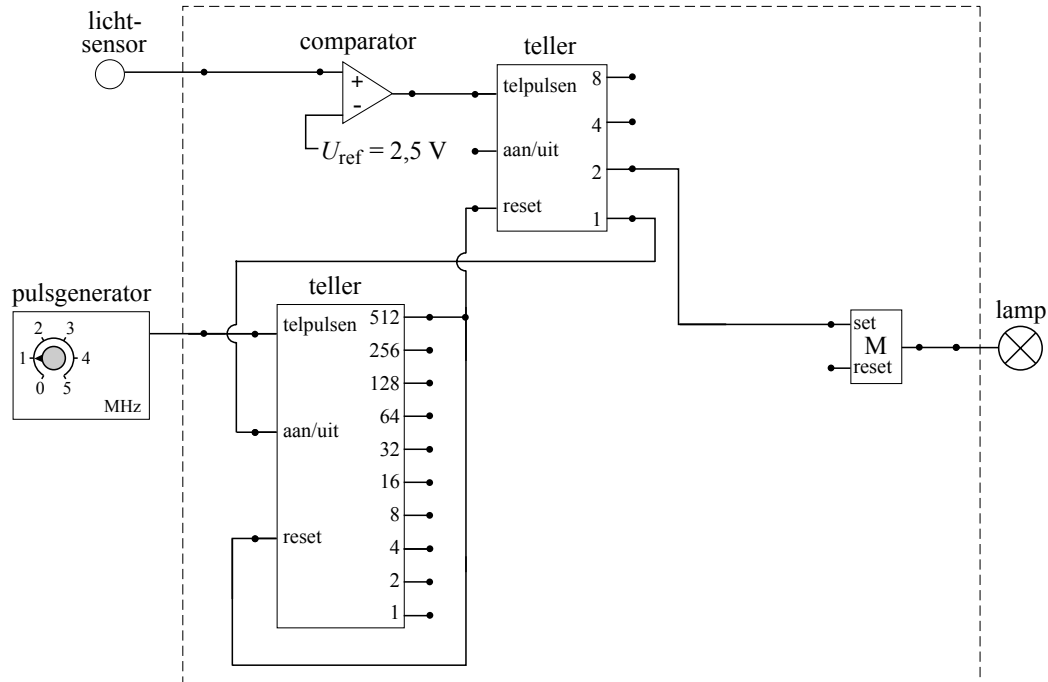 licht-
sensor
comparator
+
-
U ref = 2,5 V
teller
telpulsen
aan/uit
reset
8
4
2
1
pulsgenerator
2
3
1
4
0
5
MHz
teller
telpulsen
aan/uit
reset
512
256
128
64
32
16
8
4
2
1
set
M
reset
lamp